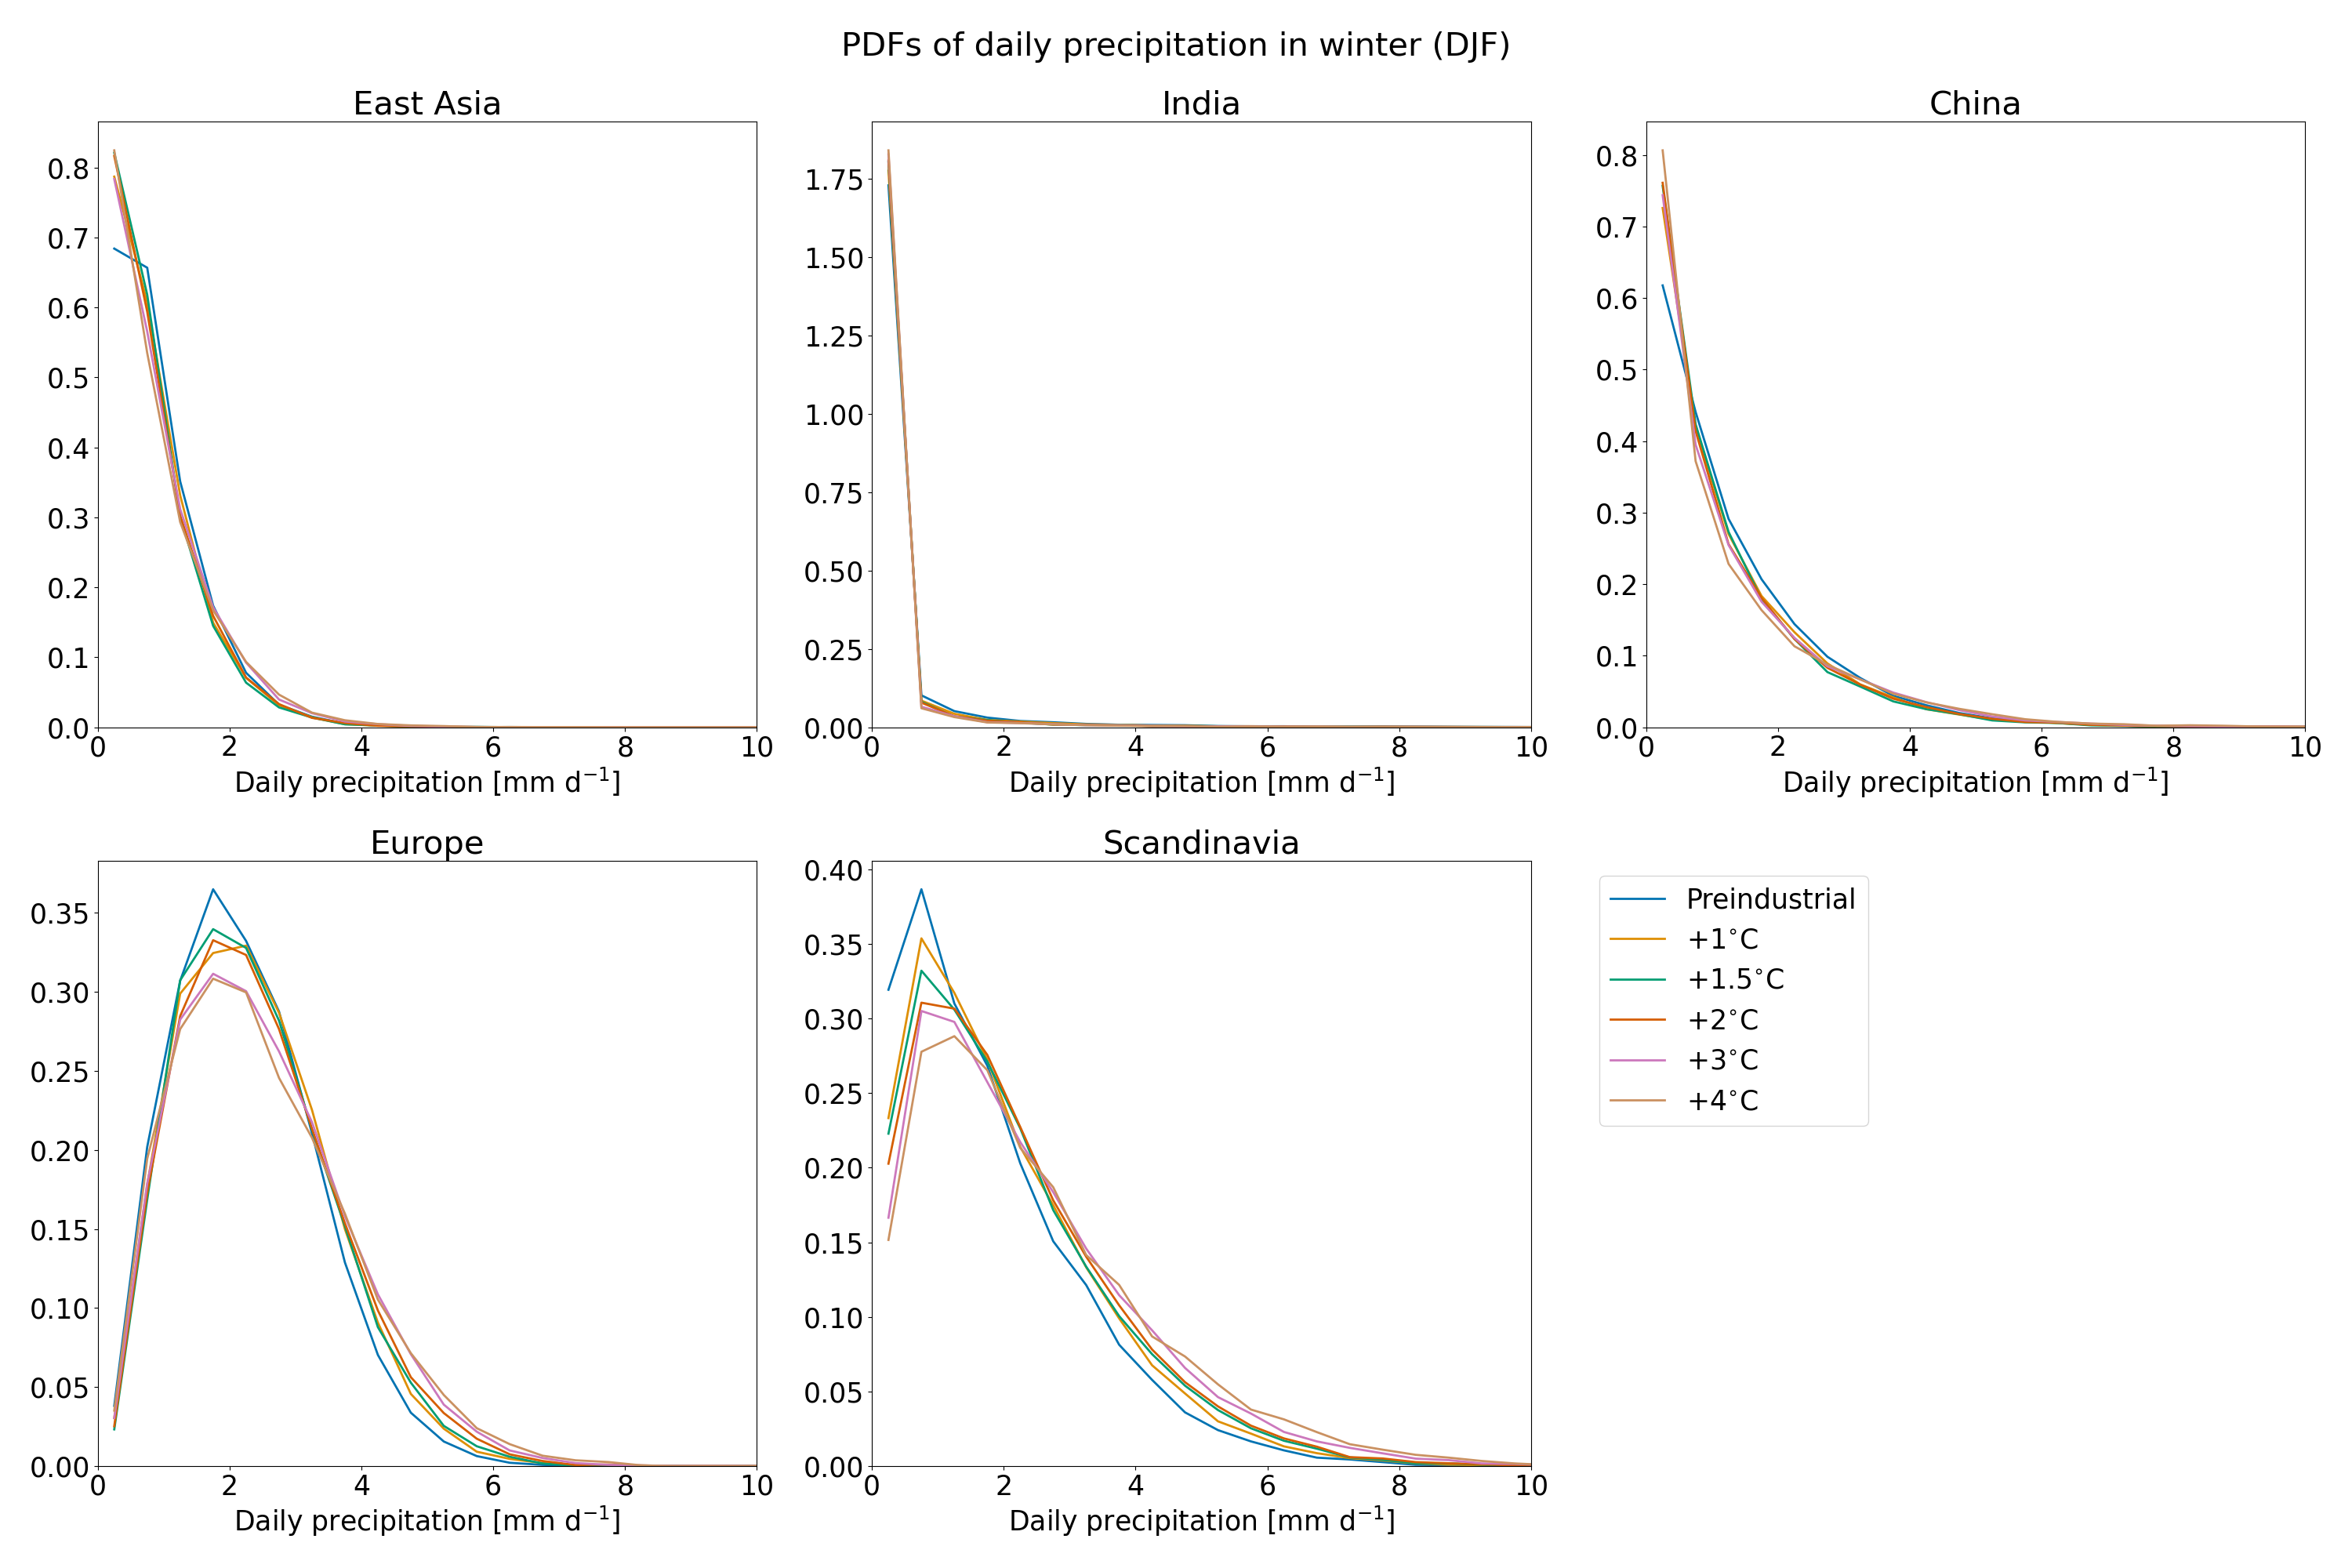 PDFs of daily precipitation in winter (DJF)
East Asia
0.8
0.7
0.6
0.5
0.4
0.3
0.2
0.1
0.0
0 2 4 6 8 10
Daily precipitation [mm d⁻¹]
India
1.75
1.50
1.25
1.00
0.75
0.50
0.25
0.00
0 2 4 6 8 10
Daily precipitation [mm d⁻¹]
China
0.8
0.7
0.6
0.5
0.4
0.3
0.2
0.1
0.0
0 2 4 6 8 10
Daily precipitation [mm d⁻¹]
Europe
0.35
0.30
0.25
0.20
0.15
0.10
0.05
0.00
0 2 4 6 8 10
Daily precipitation [mm d⁻¹]
Scandinavia
0.40
0.35
0.30
0.25
0.20
0.15
0.10
0.05
0.00
0 2 4 6 8 10
Daily precipitation [mm d⁻¹]
Preindustrial
+1°C
+1.5°C
+2°C
+3°C
+4°C